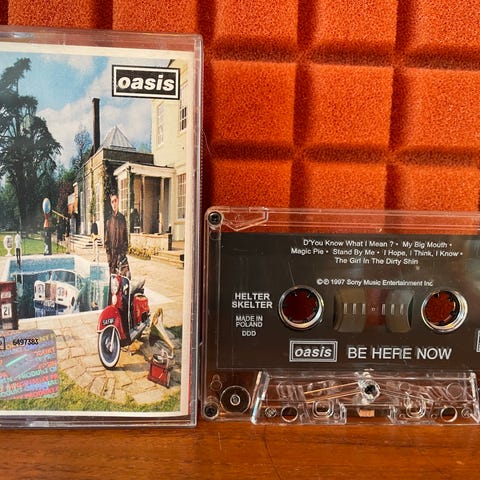 oasis
6497383
D'You Know What I Mean ? • My Big Mouth •
Magic Pie • Stand By Me • I Hope, I Think, I Know •
The Girl In The Dirty Shirt
℗ © 1997 Sony Music Entertainment Inc
HELTER
SKELTER
MADE IN
POLAND
DDD
oasis BE HERE NOW